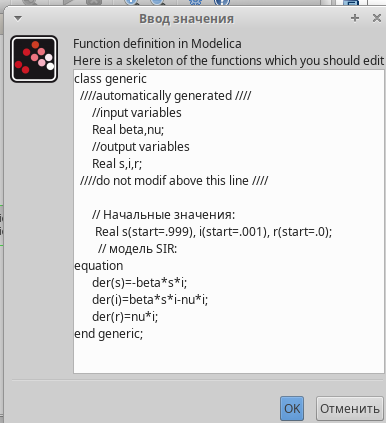 Ввод значения
Function definition in Modelica
Here is a skeleton of the functions which you should edit
class generic
////automatically generated ////
//input variables
Real beta,nu;
//output variables
Real s,i,r;
////do not modif above this line ////
// Начальные значения:
Real s(start=.999), i(start=.001), r(start=.0);
// модель SIR:
equation
der(s)=-beta*s*i;
der(i)=beta*s*i-nu*i;
der(r)=nu*i;
end generic;
OK
Отменить